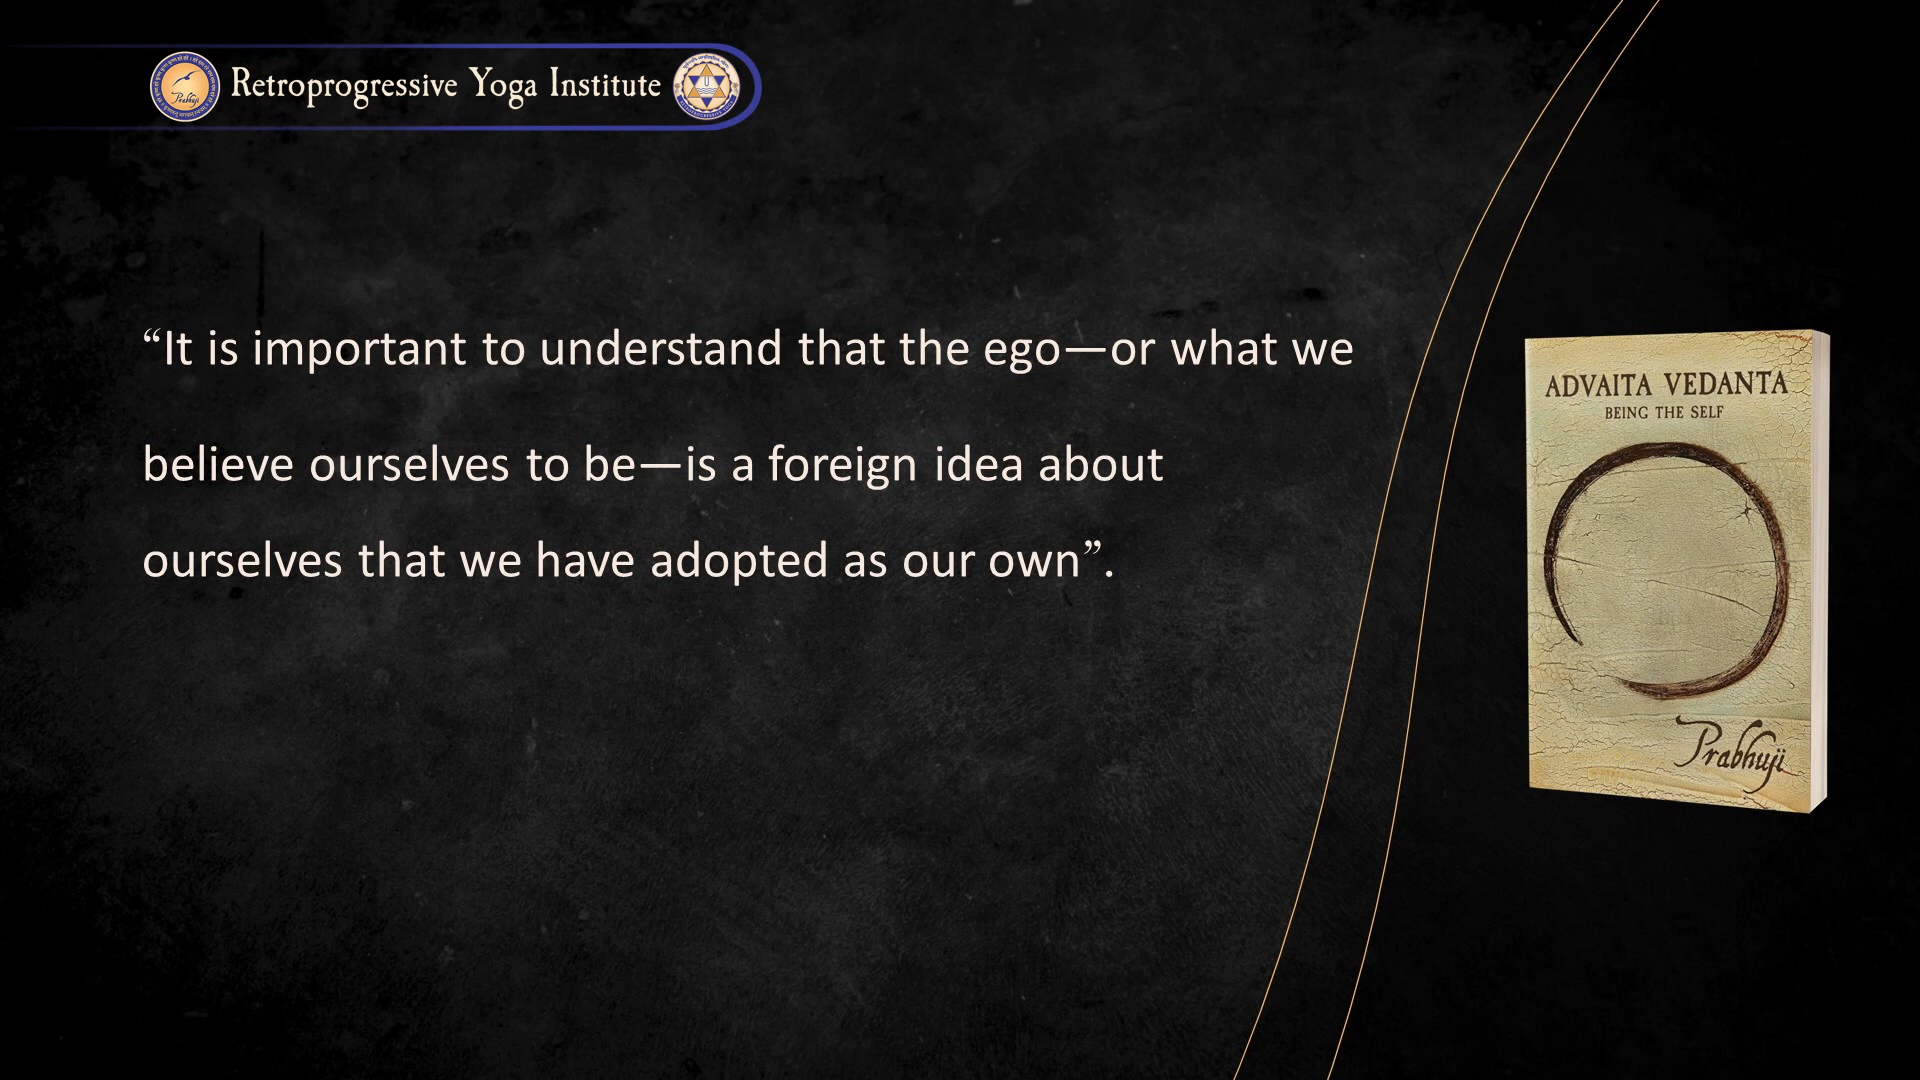 Prabhuji
Retroprogressive Yoga Institute
“It is important to understand that the ego—or what we
believe ourselves to be—is a foreign idea about
ourselves that we have adopted as our own”.
ADVAITA VEDANTA
BEING THE SELF
Prabhuji